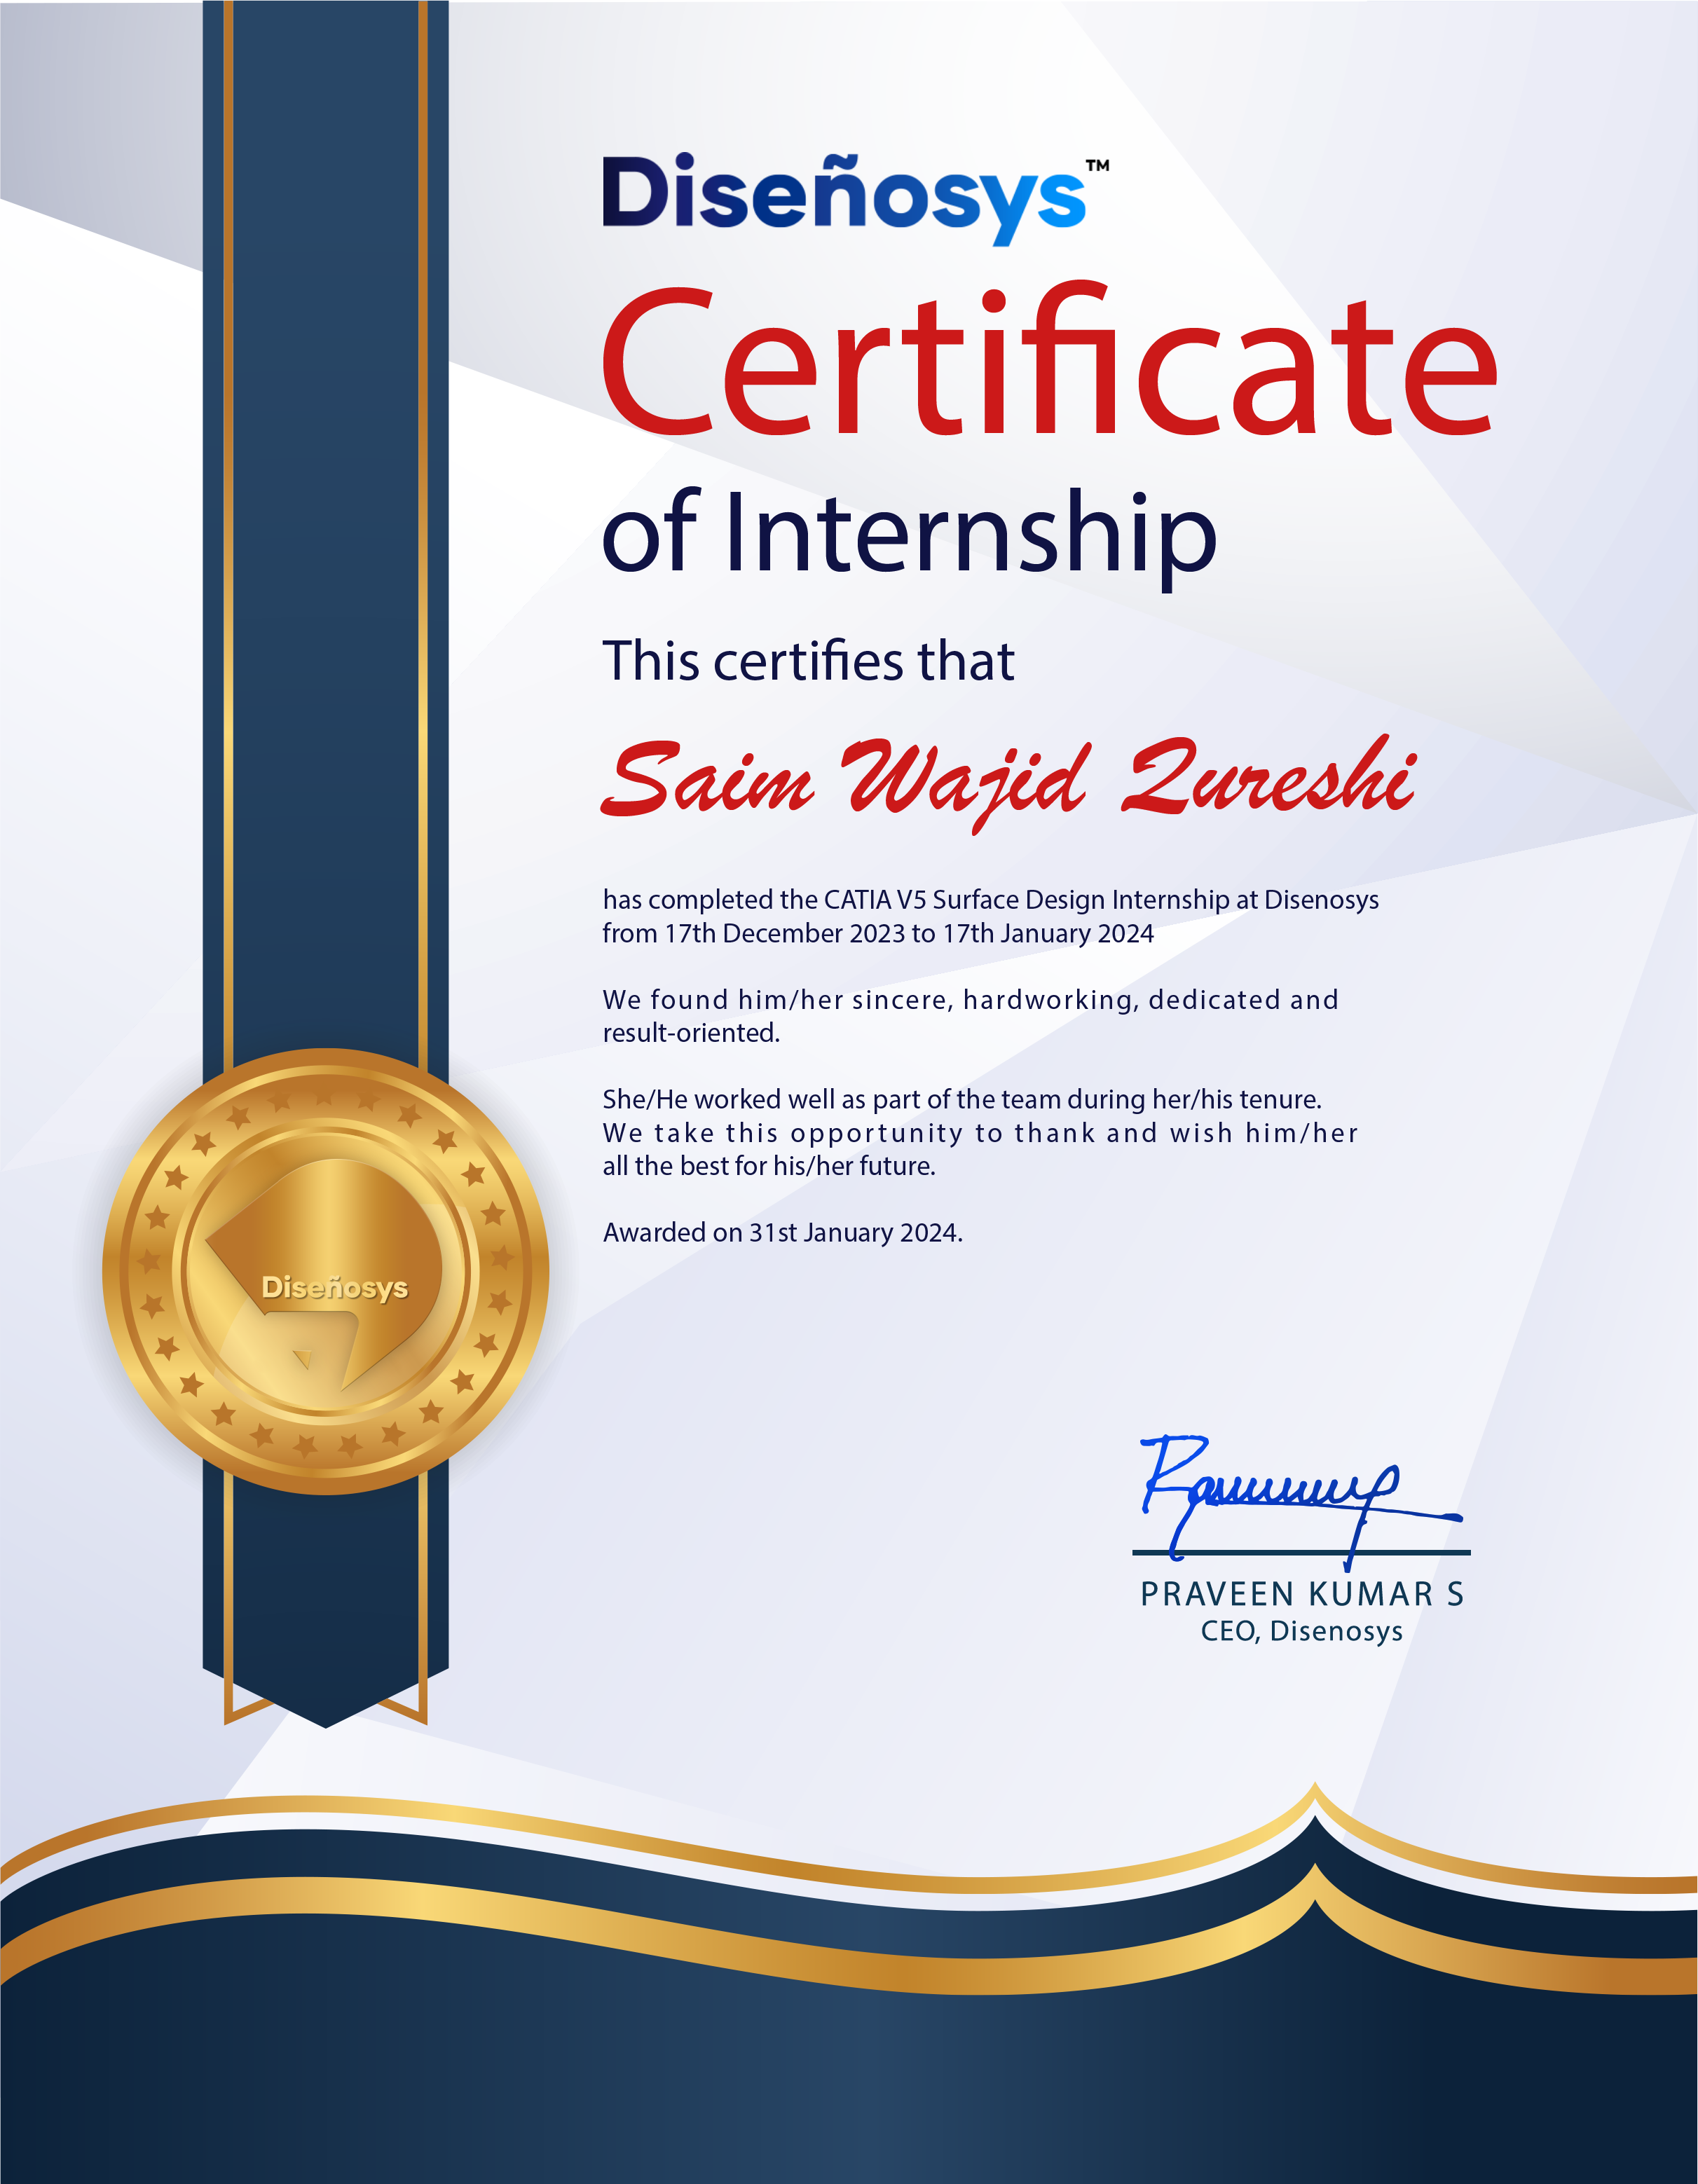 Diseñosys™
Certificate
of Internship
This certifies that
Saim Wajid Qureshi
has completed the CATIA V5 Surface Design Internship at Disenosys
from 17th December 2023 to 17th January 2024
We found him/her sincere, hardworking, dedicated and
result-oriented.
She/He worked well as part of the team during her/his tenure.
We take this opportunity to thank and wish him/her
all the best for his/her future.
Awarded on 31st January 2024.
Diseñosys
PRAVEEN KUMAR S
CEO, Disenosys